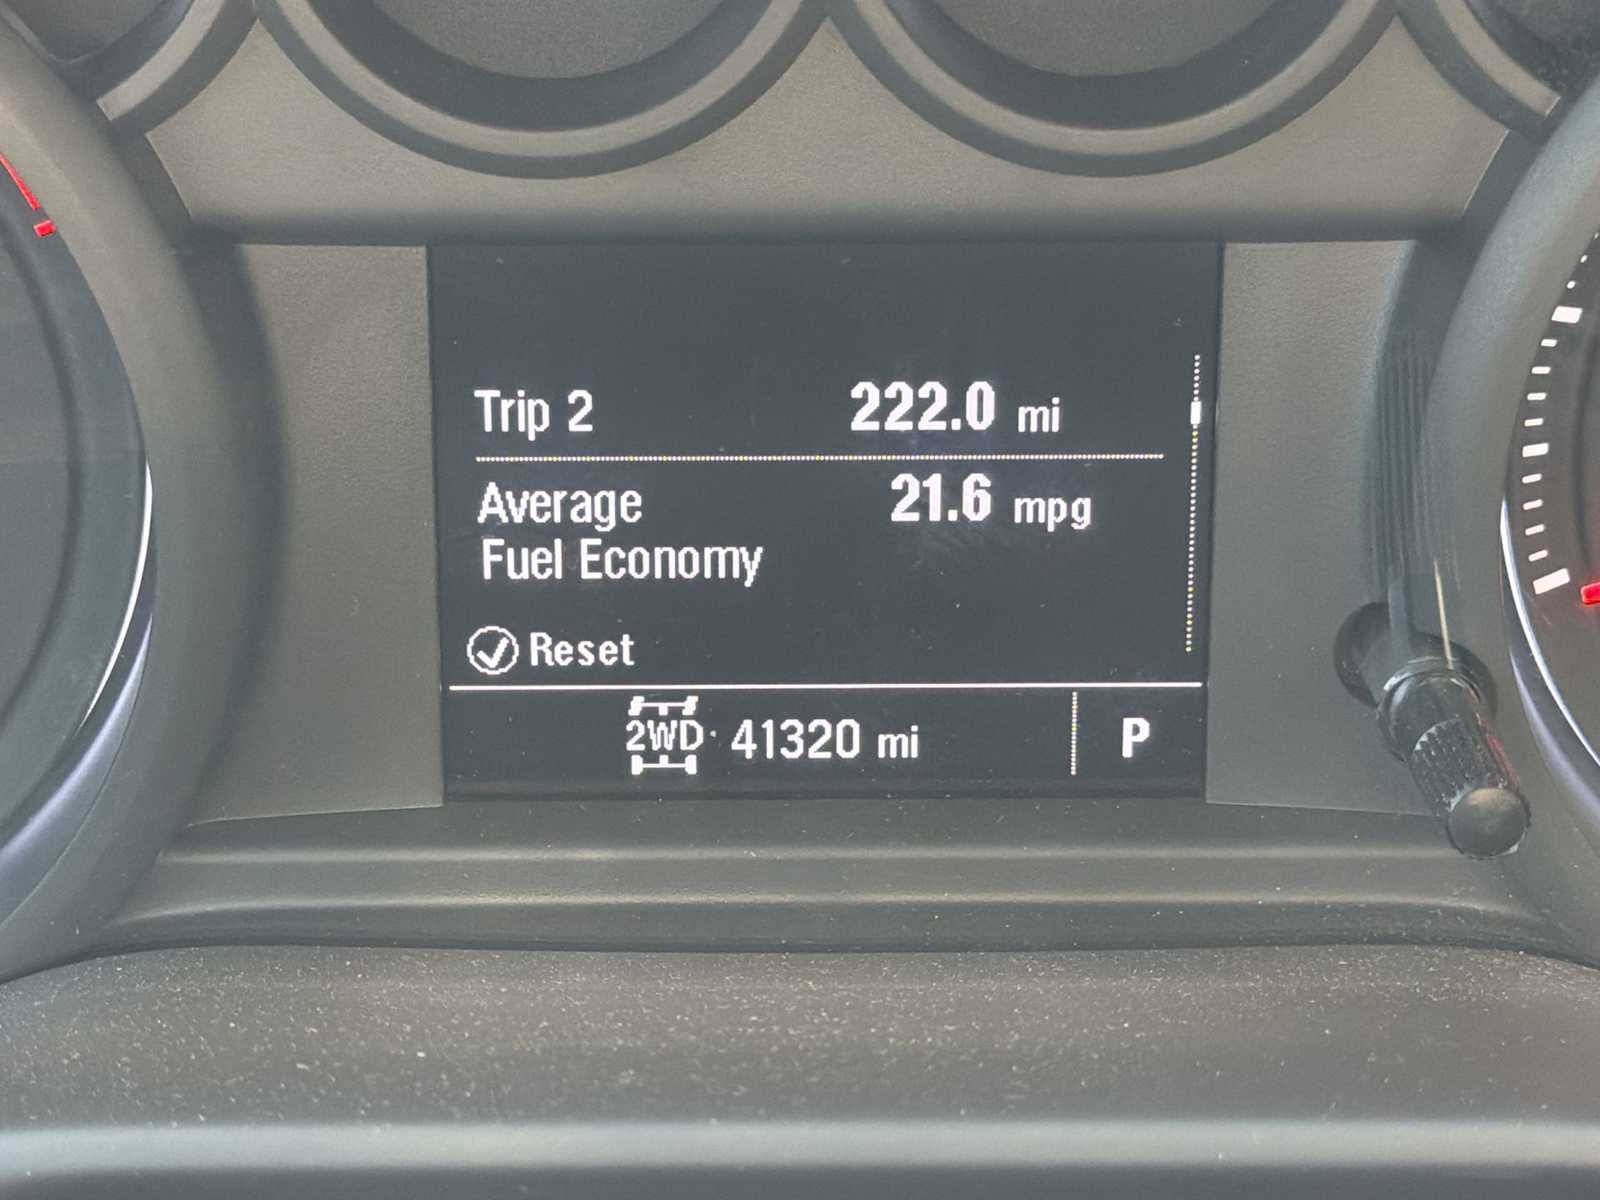 Trip 2 222.0 mi
Average 21.6 mpg
Fuel Economy
Reset
2WD 41320 mi P